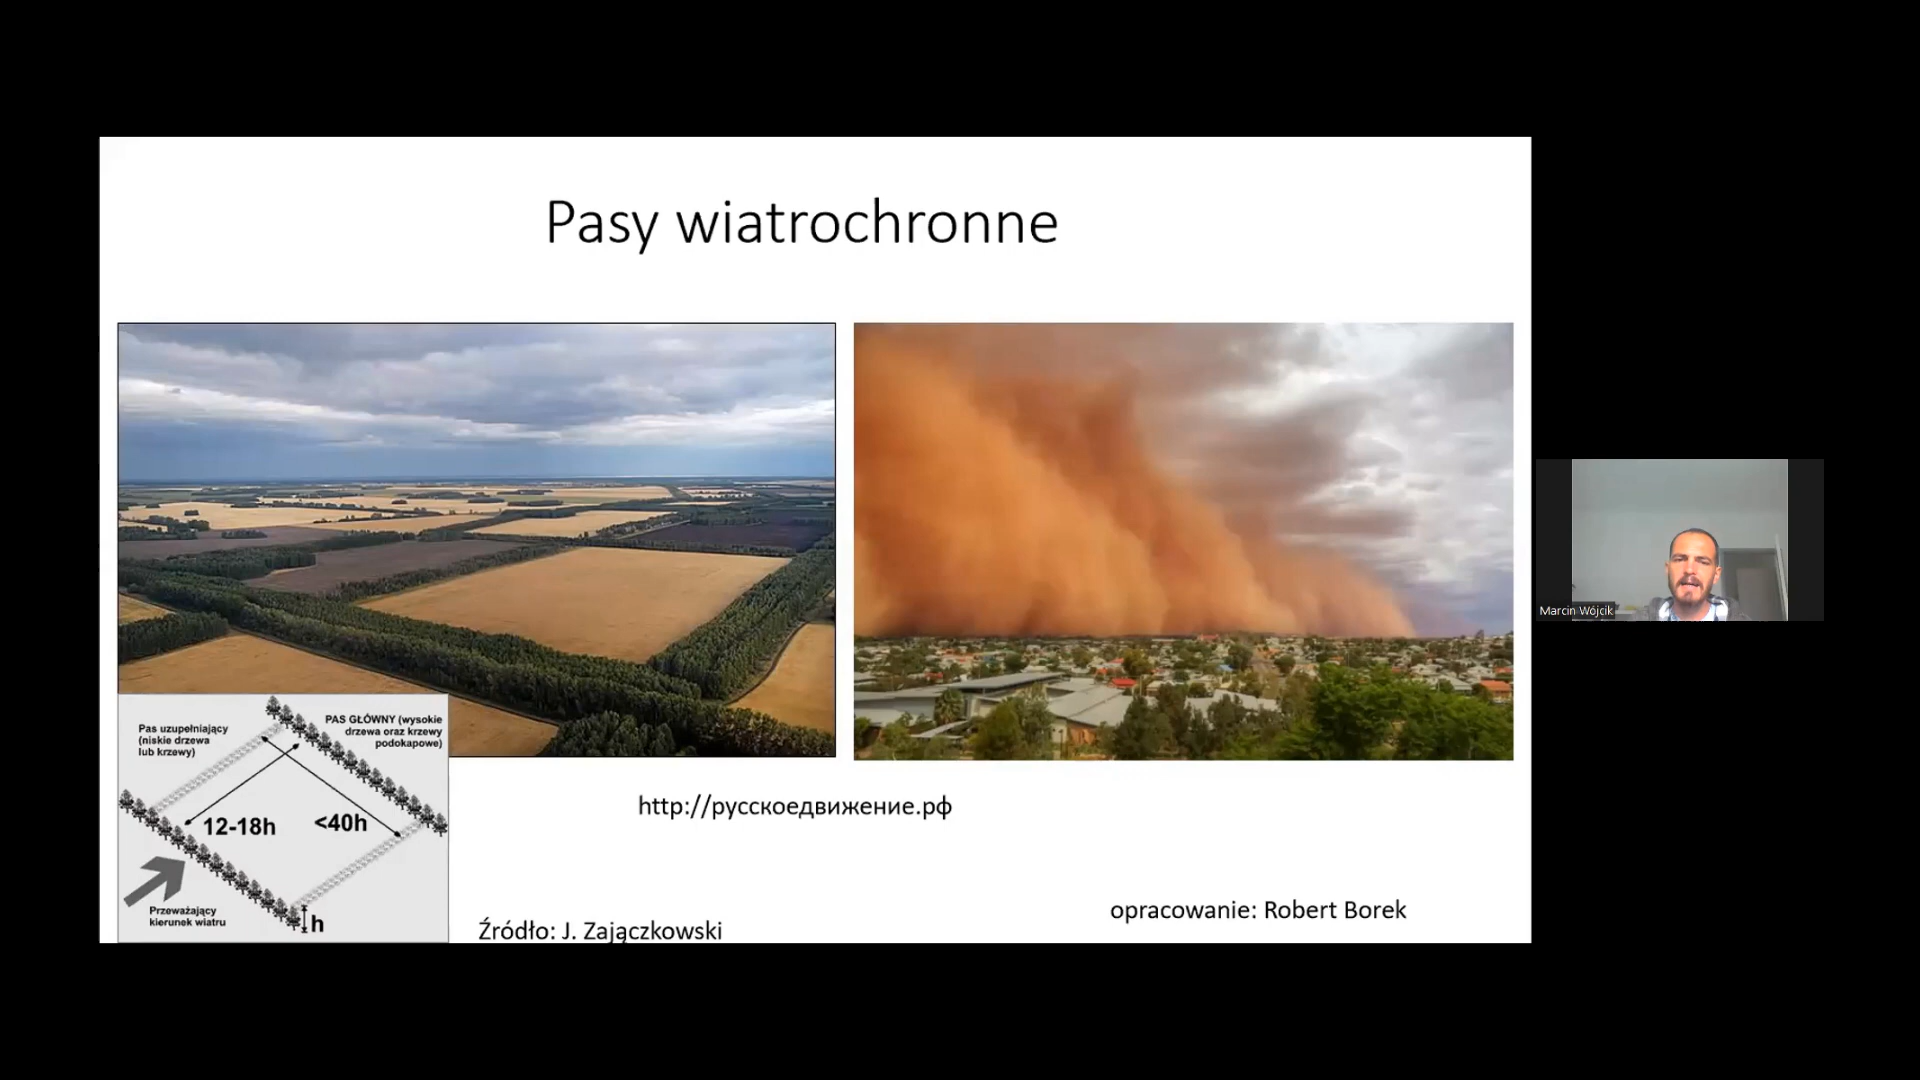 Pasy wiatrochronne
Pas uzupełniający
(niskie drzewa
lub krzewy)
PAS GŁÓWNY (wysokie
drzewa oraz krzewy
podokapowe)
12-18h
<40h
Przeważający
kierunek wiatru
h
http://русскоедвижение.рф
Źródło: J. Zajączkowski
opracowanie: Robert Borek
Marcin Wójcik